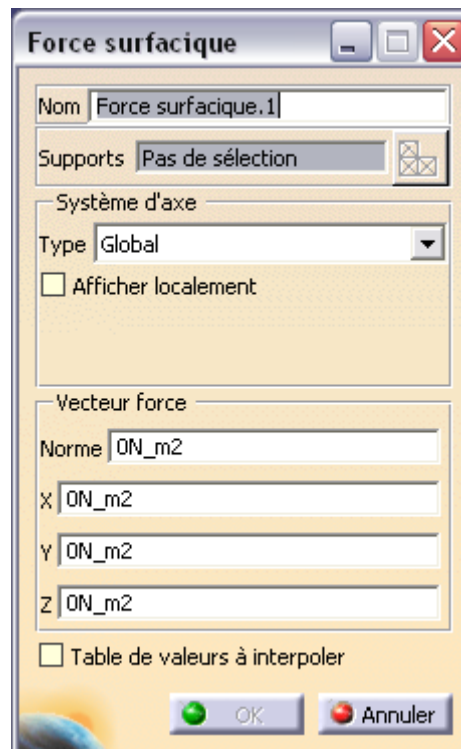 Force surfacique
Nom Force surfacique.1
Supports Pas de sélection
Système d'axe
Type Global
Afficher localement
Vecteur force
Norme 0N_m2
X 0N_m2
Y 0N_m2
Z 0N_m2
Table de valeurs à interpoler
OK Annuler